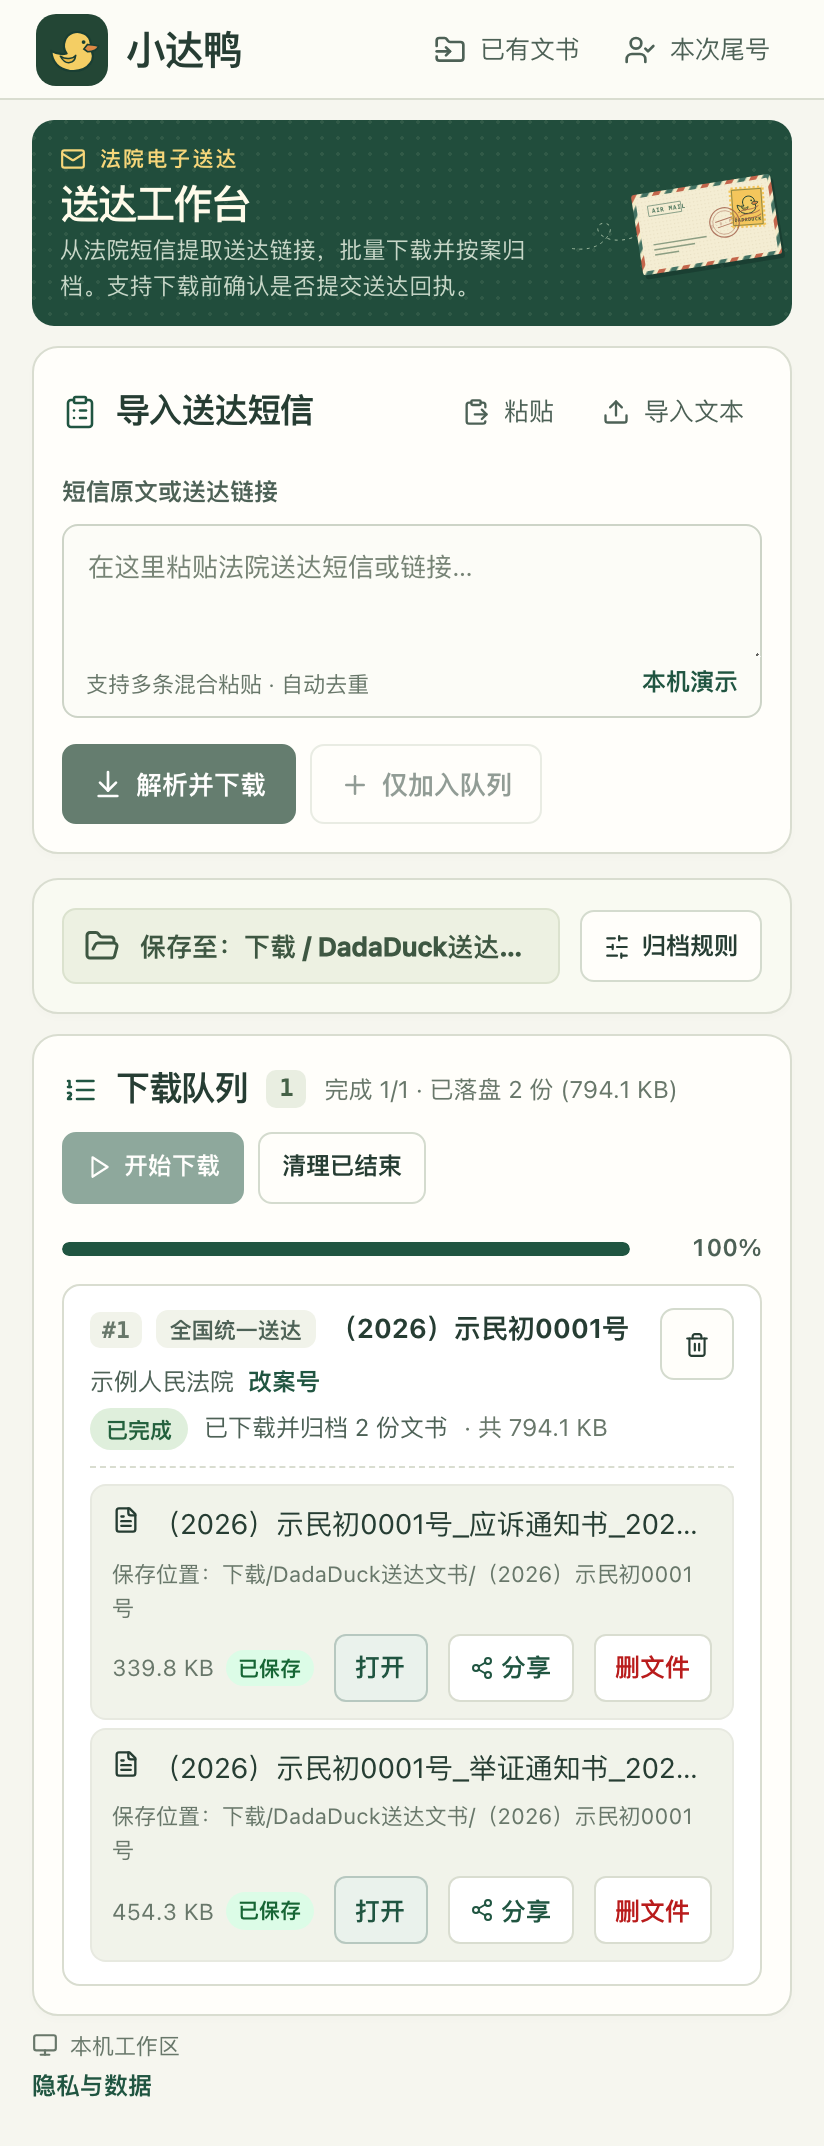 小达鸭
已有文书
本次尾号
法院电子送达
送达工作台
从法院短信提取送达链接，批量下载并按案归
档。支持下载前确认是否提交送达回执。
AIR MAIL
导入送达短信
粘贴
导入文本
短信原文或送达链接
在这里粘贴法院送达短信或链接...
支持多条混合粘贴 · 自动去重
本机演示
解析并下载
仅加入队列
保存至：下载 / DadaDuck送达...
归档规则
下载队列 1 完成 1/1 · 已落盘 2 份 (794.1 KB)
开始下载
清理已结束
100%
#1 全国统一送达 （2026）示民初0001号
示例人民法院 改案号
已完成 已下载并归档 2 份文书 · 共 794.1 KB
（2026）示民初0001号_应诉通知书_202...
保存位置：下载/DadaDuck送达文书/（2026）示民初0001
号
339.8 KB 已保存 打开 分享 删文件
（2026）示民初0001号_举证通知书_202...
保存位置：下载/DadaDuck送达文书/（2026）示民初0001
号
454.3 KB 已保存 打开 分享 删文件
本机工作区
隐私与数据